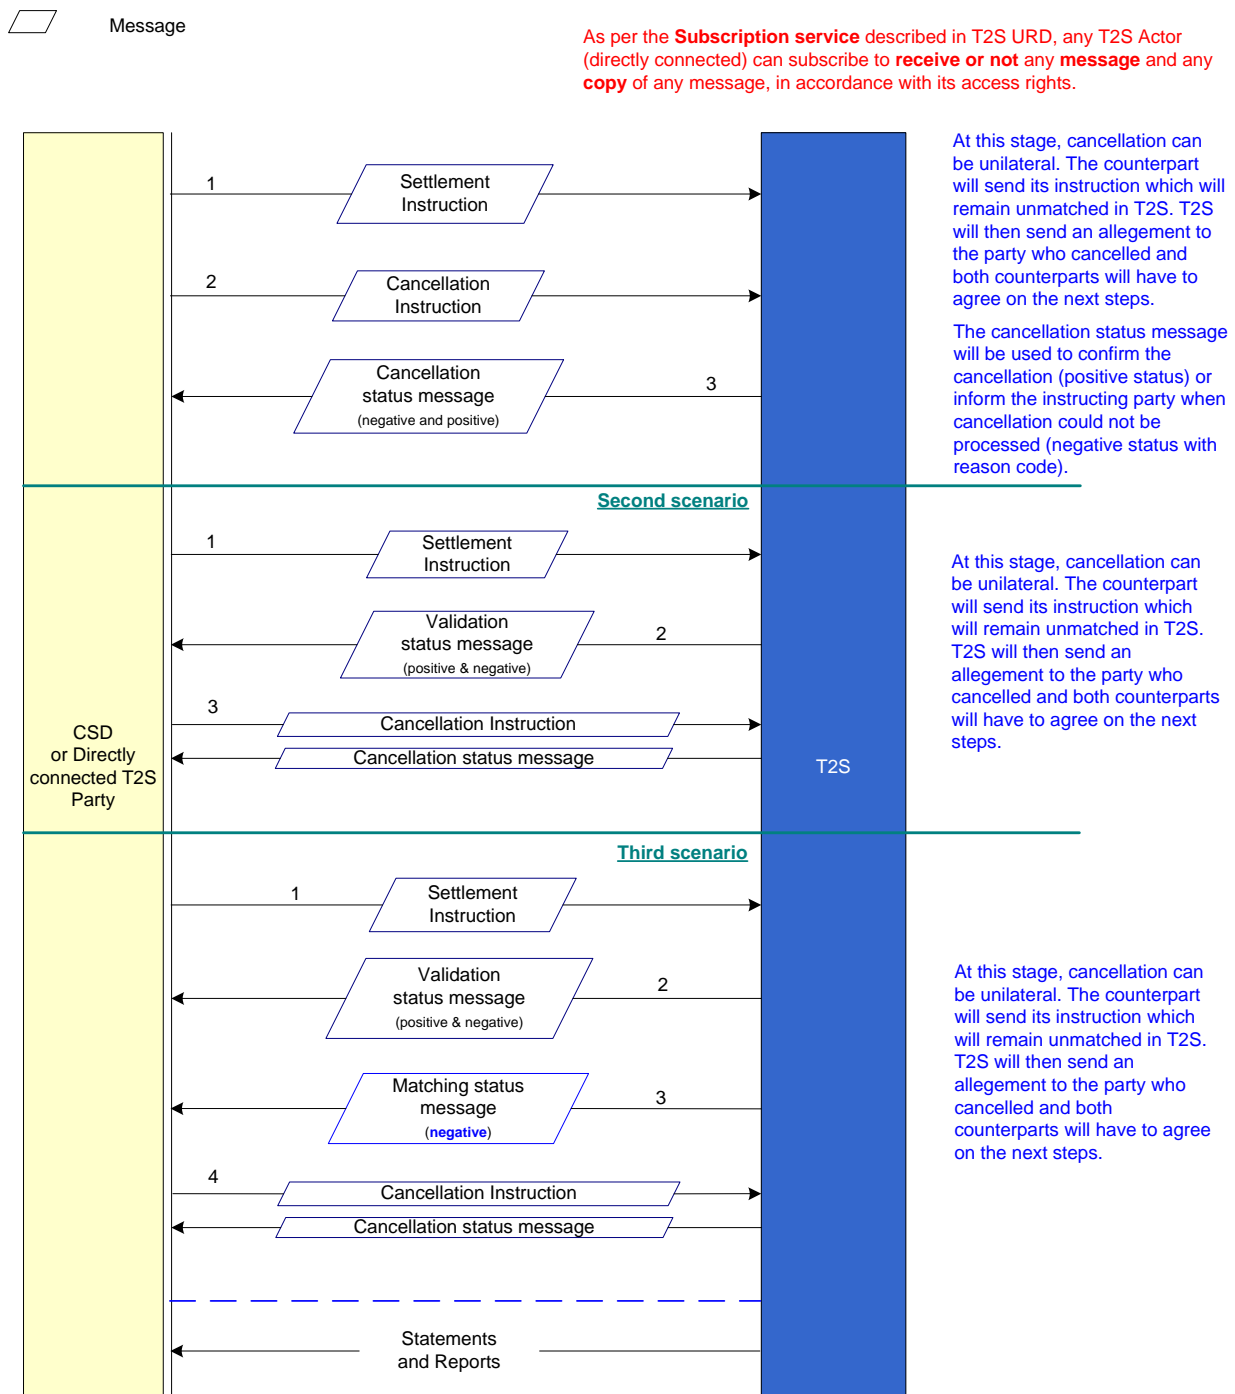 Message
As per the Subscription service described in T2S URD, any T2S Actor
(directly connected) can subscribe to receive or not any message and any
copy of any message, in accordance with its access rights.
1
Settlement
Instruction
2
Cancellation
Instruction
Cancellation
status message
(negative and positive)
3
At this stage, cancellation can
be unilateral. The counterpart
will send its instruction which will
remain unmatched in T2S. T2S
will then send an allegement to
the party who cancelled and
both counterparts will have to
agree on the next steps.
The cancellation status message
will be used to confirm the
cancellation (positive status) or
inform the instructing party when
cancellation could not be
processed (negative status with
reason code).
Second scenario
1
Settlement
Instruction
Validation
status message
(positive & negative)
2
3
Cancellation Instruction
Cancellation status message
At this stage, cancellation can
be unilateral. The counterpart
will send its instruction which
will remain unmatched in T2S.
T2S will then send an
allegement to the party who
cancelled and both counterparts
will have to agree on the next
steps.
CSD
or Directly
connected T2S
Party
T2S
Third scenario
1
Settlement
Instruction
Validation
status message
(positive & negative)
2
Matching status
message
(negative)
3
4
Cancellation Instruction
Cancellation status message
At this stage, cancellation can
be unilateral. The counterpart
will send its instruction which
will remain unmatched in T2S.
T2S will then send an
allegement to the party who
cancelled and both
counterparts will have to agree
on the next steps.
Statements
and Reports